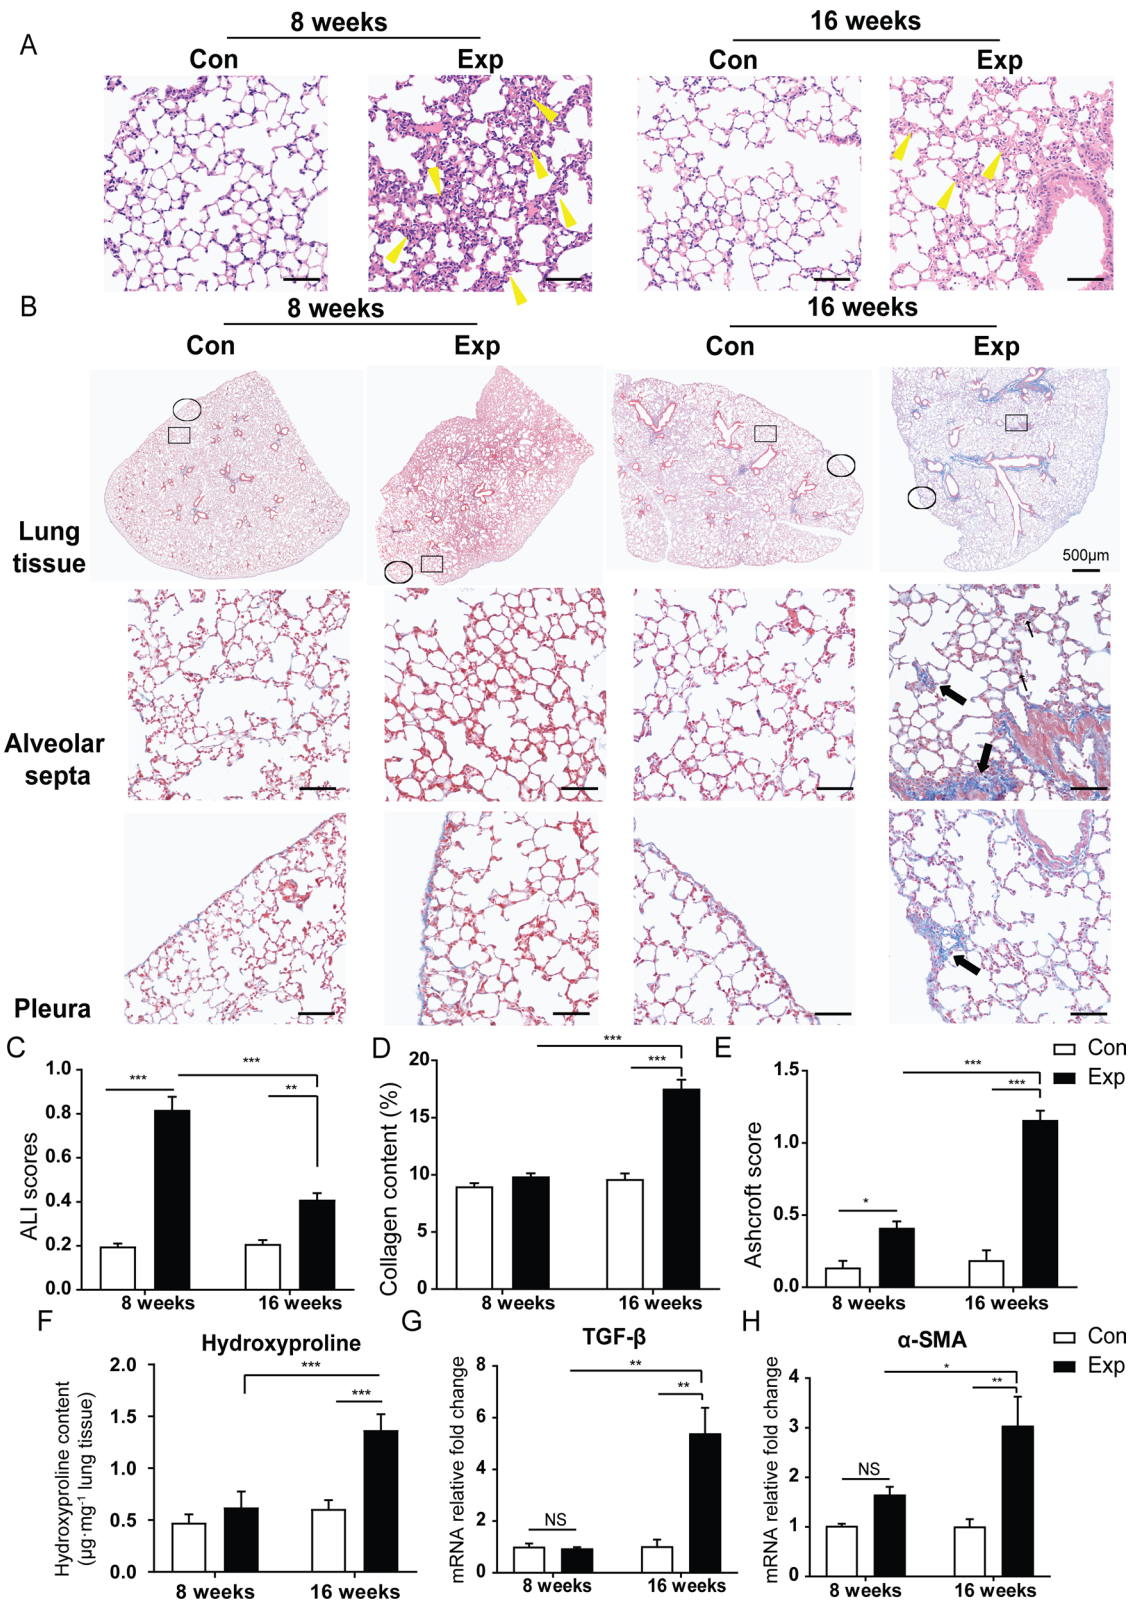 A
8 weeks
16 weeks
Con
Exp
Con
Exp
B
8 weeks
16 weeks
Con
Exp
Con
Exp
Lung
tissue
500μm
Alveolar
septa
Pleura
C
ALI scores
1.0
0.8
0.6
0.4
0.2
0.0
***
***
**
8 weeks
16 weeks
D
Collagen content (%)
20
15
10
5
0
***
***
8 weeks
16 weeks
E
Ashcroft score
1.5
1.0
0.5
0.0
*
***
***
8 weeks
16 weeks
Con
Exp
F
Hydroxyproline
Hydroxyproline content
(μg·mg⁻¹ lung tissue)
2.0
1.5
1.0
0.5
0.0
***
***
8 weeks
16 weeks
G
TGF-β
mRNA relative fold change
8
6
4
2
0
NS
**
**
8 weeks
16 weeks
H
α-SMA
mRNA relative fold change
4
3
2
1
0
NS
*
**
8 weeks
16 weeks
Con
Exp